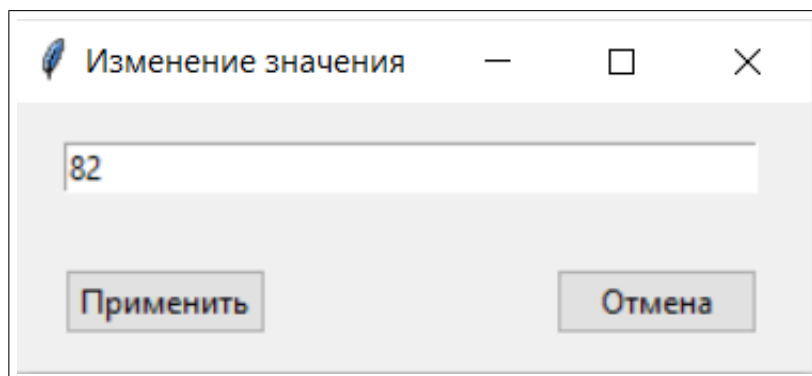 Изменение значения
82
Применить Отмена